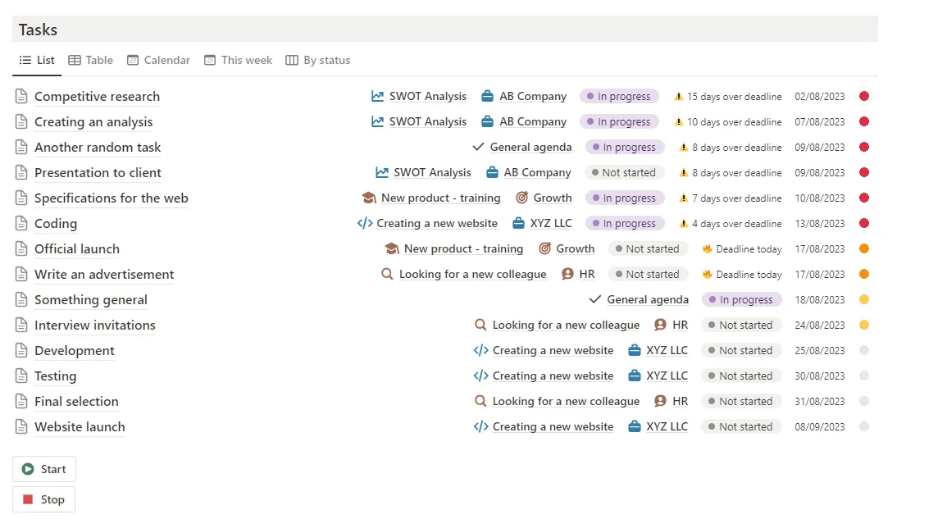 Tasks
List Table Calendar This week By status
Competitive research SWOT Analysis AB Company In progress 15 days over deadline 02/08/2023
Creating an analysis SWOT Analysis AB Company In progress 10 days over deadline 07/08/2023
Another random task General agenda In progress 8 days over deadline 09/08/2023
Presentation to client SWOT Analysis AB Company Not started 8 days over deadline 09/08/2023
Specifications for the web New product - training Growth In progress 7 days over deadline 10/08/2023
Coding Creating a new website XYZ LLC In progress 4 days over deadline 13/08/2023
Official launch New product - training Growth Not started Deadline today 17/08/2023
Write an advertisement Looking for a new colleague HR Not started Deadline today 17/08/2023
Something general General agenda In progress 18/08/2023
Interview invitations Looking for a new colleague HR Not started 24/08/2023
Development Creating a new website XYZ LLC Not started 25/08/2023
Testing Creating a new website XYZ LLC Not started 30/08/2023
Final selection Looking for a new colleague HR Not started 31/08/2023
Website launch Creating a new website XYZ LLC Not started 08/09/2023
Start
Stop